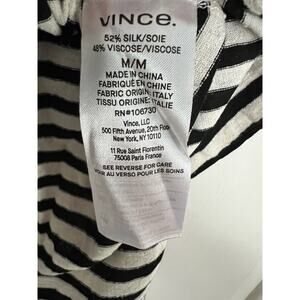 VINCE.
52% SILK/SOIE
48% VISCOSE/VISCOSE
M/M
MADE IN CHINA
FABRIQUÉ EN CHINE
FABRIC ORIGIN: ITALY
TISSU ORIGINE: ITALIE
RN#106730
Vince, LLC
500 Fifth Avenue, 20th Floo
New York, NY 10110
11 Rue Saint Florentin
75008 Paris France
SEE REVERSE FOR CARE
VOIR AU VERSO POUR LES SOINS